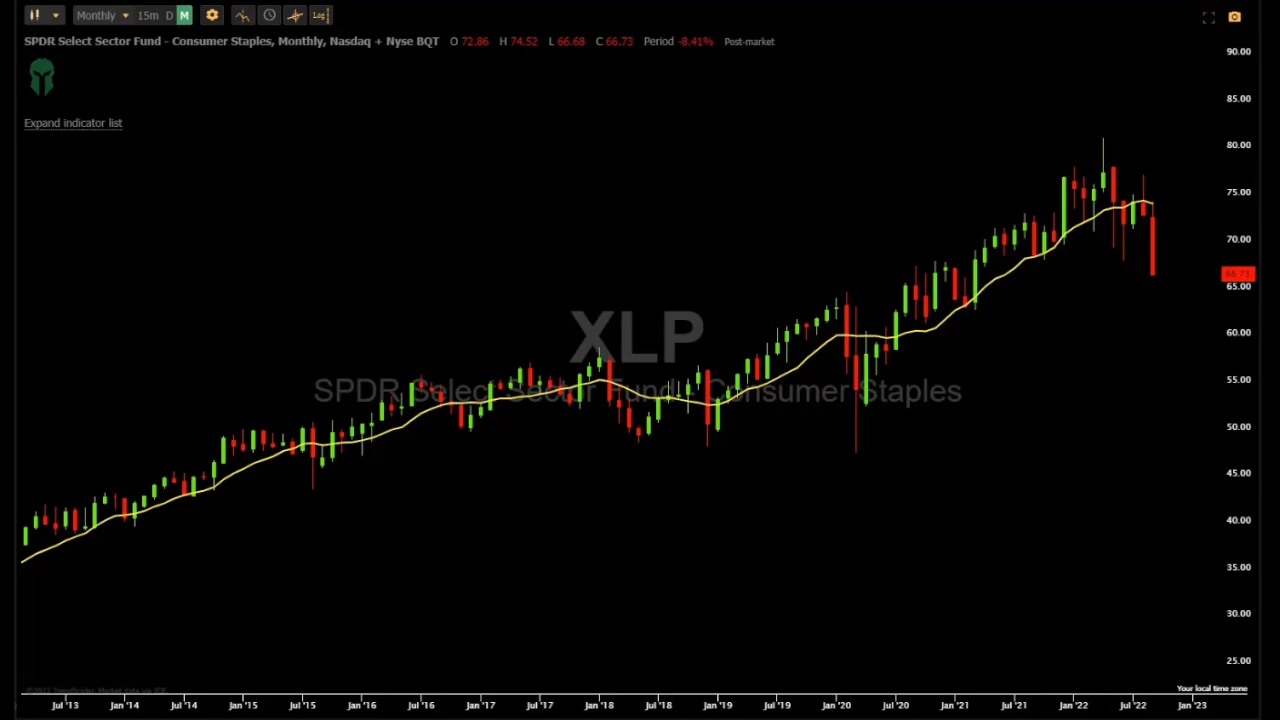 Monthly 15m D M Log
SPDR Select Sector Fund - Consumer Staples, Monthly, Nasdaq + Nyse BQT O 72.86 H 74.52 L 66.68 C 66.73 Period -8.41% Post-market
Expand indicator list
90.00
85.00
80.00
75.00
70.00
66.73
65.00
60.00
55.00
50.00
45.00
40.00
35.00
30.00
25.00
XLP
SPDR Select Sector Fund - Consumer Staples
Your local time zone
Jul '13 Jan '14 Jul '14 Jan '15 Jul '15 Jan '16 Jul '16 Jan '17 Jul '17 Jan '18 Jul '18 Jan '19 Jul '19 Jan '20 Jul '20 Jan '21 Jul '21 Jan '22 Jul '22 Jan '23